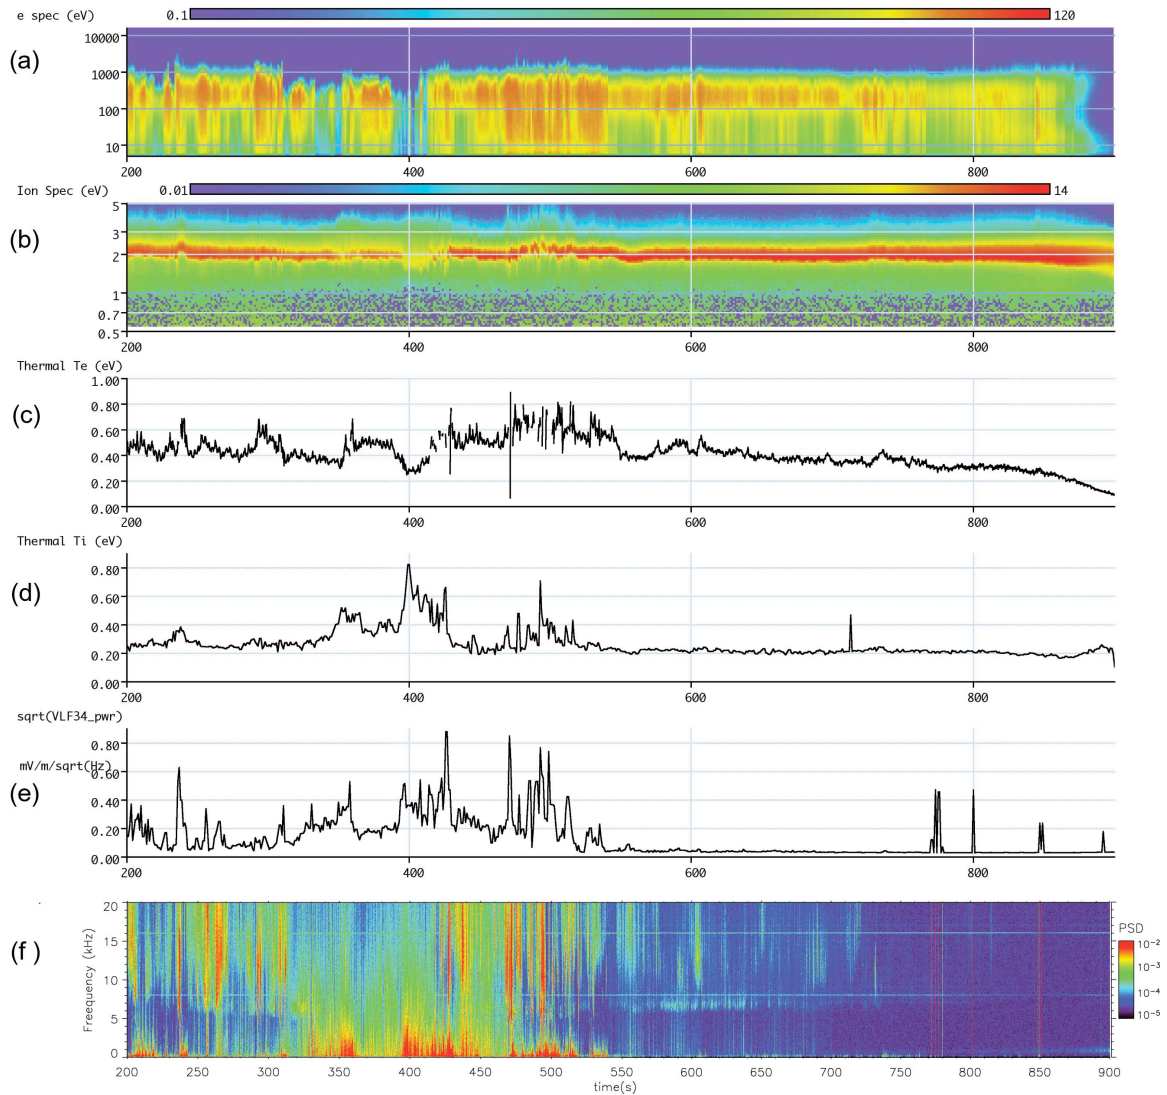 e spec (eV) 0.1 120
(a)
10000
1000
100
10
200 400 600 800
Ion Spec (eV) 0.01 14
(b)
5
3
2
1
0.7
0.5
200 400 600 800
Thermal Te (eV)
(c)
1.00
0.80
0.60
0.40
0.20
0.00
200 400 600 800
Thermal Ti (eV)
(d)
0.80
0.60
0.40
0.20
0.00
200 400 600 800
sqrt(VLF34_pwr)
mV/m/sqrt(Hz)
(e)
0.80
0.60
0.40
0.20
0.00
200 400 600 800
(f )
Freequency (kHz)
20
15
10
5
0
PSD
10-2
10-3
10-4
10-5
200 250 300 350 400 450 500 550 600 650 700 750 800 850 900
time(s)